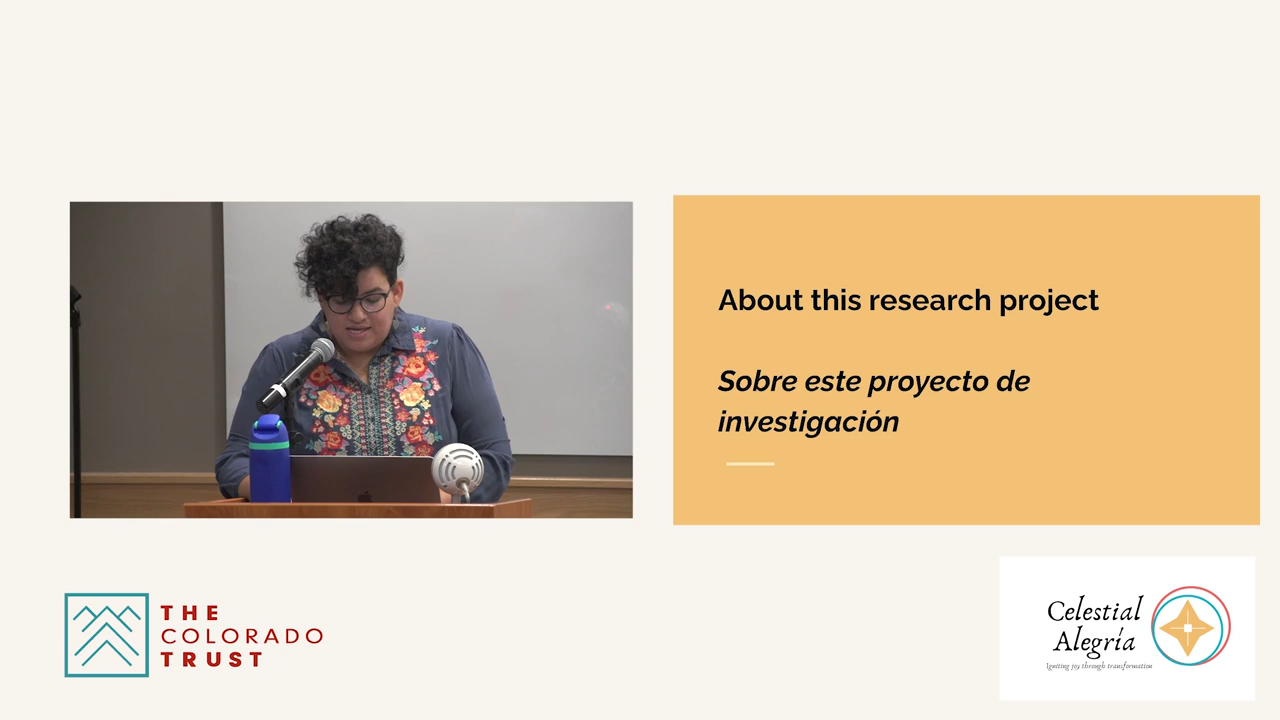 About this research project
Sobre este proyecto de
investigación
THE
COLORADO
TRUST
Celestial
Alegría
Igniting joy through transformation